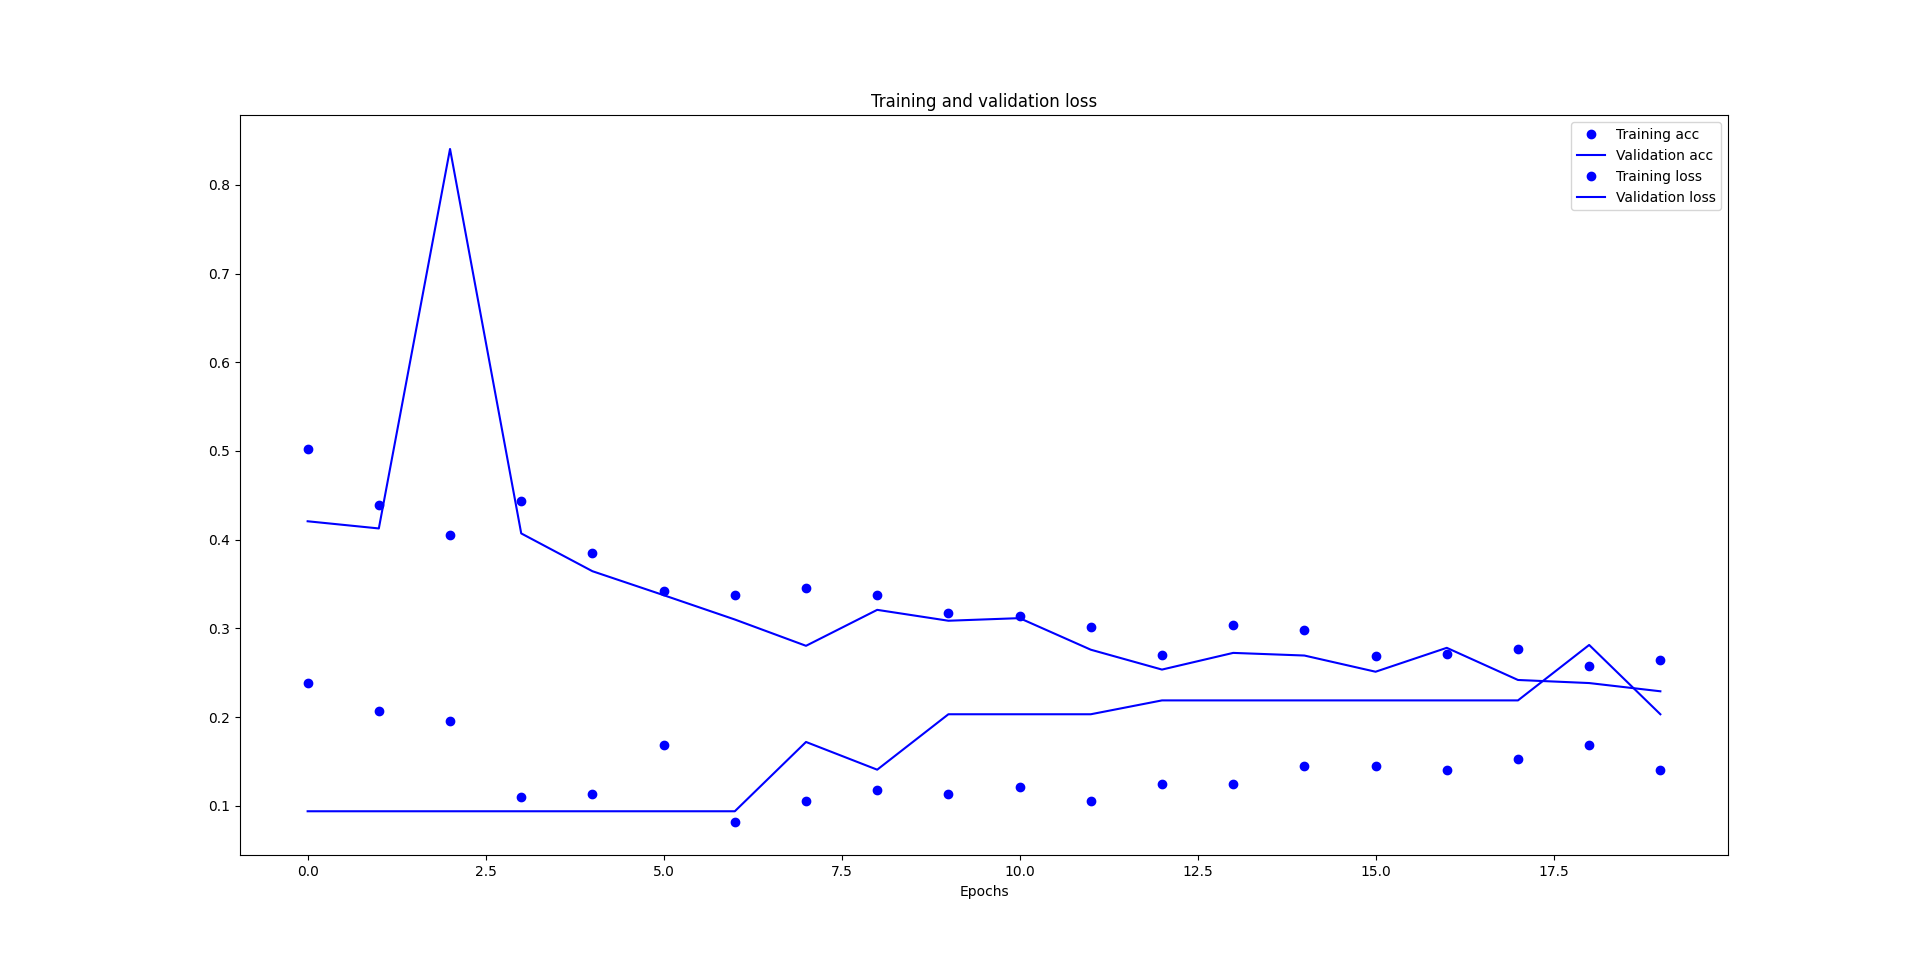 Training and validation loss
Training acc
Validation acc
Training loss
Validation loss
0.8
0.7
0.6
0.5
0.4
0.3
0.2
0.1
0.0 2.5 5.0 7.5 10.0 12.5 15.0 17.5
Epochs